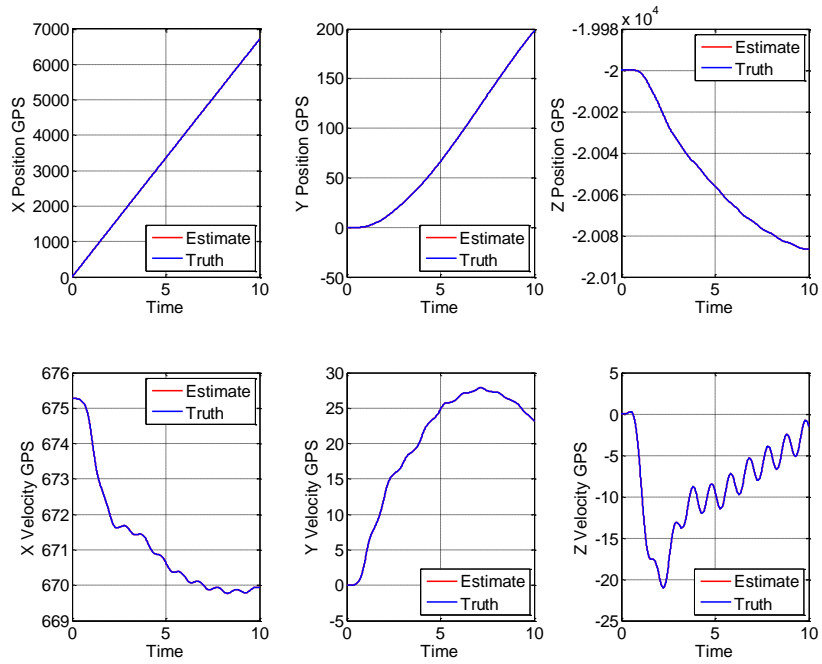 X Position GPS
7000
6000
5000
4000
3000
2000
1000
0
0
5
10
Time
Estimate
Truth
Y Position GPS
200
150
100
50
0
-50
0
5
10
Time
Estimate
Truth
Z Position GPS
x 10^4
-1.998
-2
-2.002
-2.004
-2.006
-2.008
-2.01
0
5
10
Time
Estimate
Truth
X Velocity GPS
676
675
674
673
672
671
670
669
0
5
10
Time
Estimate
Truth
Y Velocity GPS
30
25
20
15
10
5
0
-5
0
5
10
Time
Estimate
Truth
Z Velocity GPS
5
0
-5
-10
-15
-20
-25
0
5
10
Time
Estimate
Truth